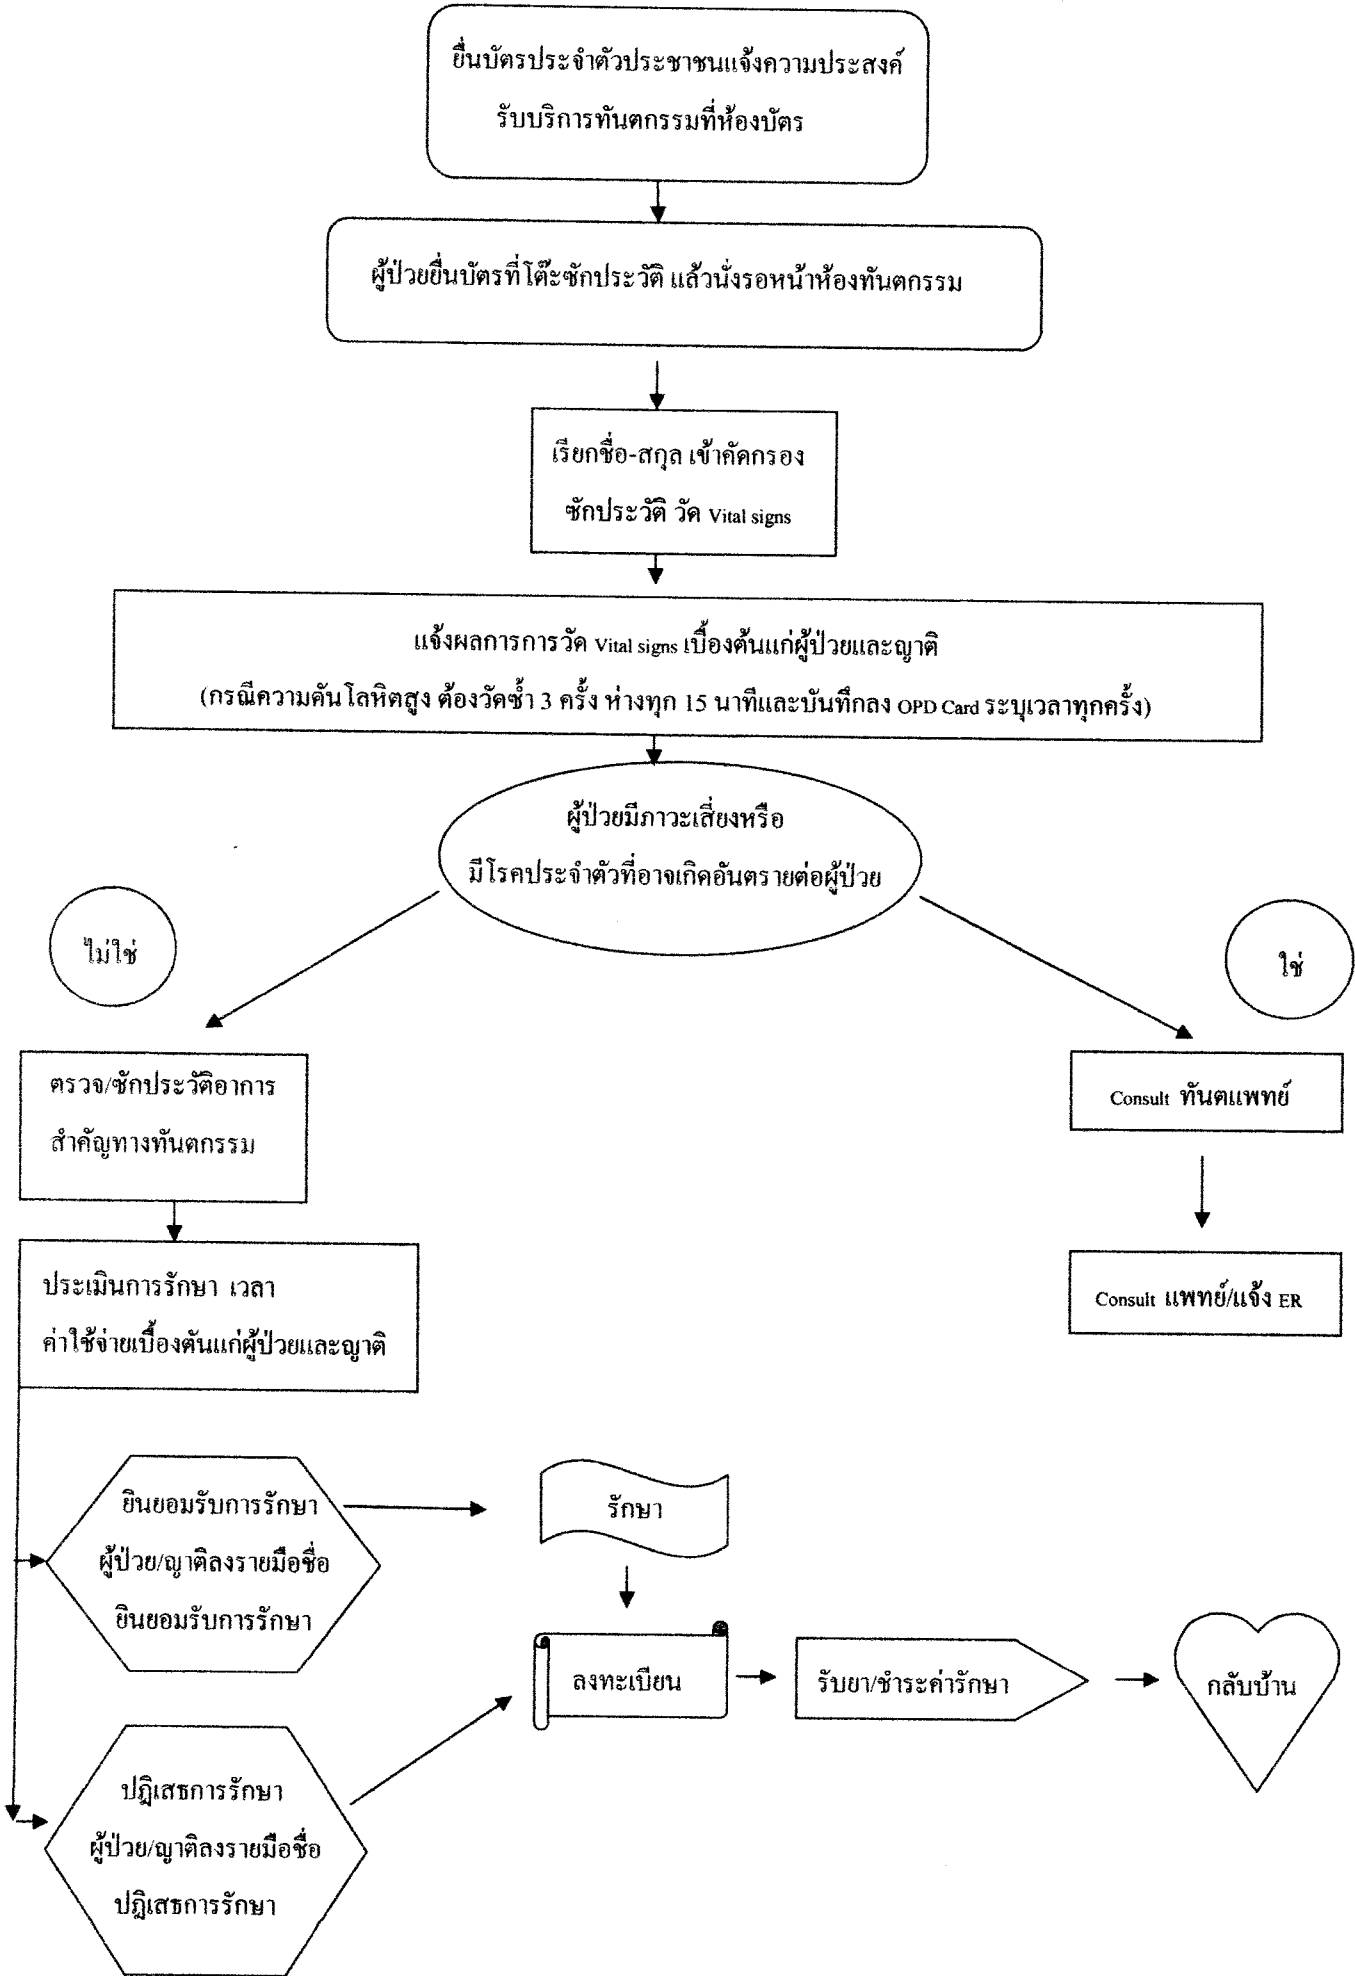 ยื่นบัตรประจำตัวประชาชนแจ้งความประสงค์
รับบริการทันตกรรมที่ห้องบัตร
ผู้ป่วยยื่นบัตรที่โต๊ะซักประวัติ แล้วนั่งรอหน้าห้องทันตกรรม
เรียกชื่อ-สกุล เข้าคัดกรอง
ซักประวัติ วัด Vital signs
แจ้งผลการการวัด Vital signs เบื้องต้นแก่ผู้ป่วยและญาติ
(กรณีความดันโลหิตสูง ต้องวัดซ้ำ 3 ครั้ง ห่างทุก 15 นาทีและบันทึกลง OPD Card ระบุเวลาทุกครั้ง)
ผู้ป่วยมีภาวะเสี่ยงหรือ
มีโรคประจำตัวที่อาจเกิดอันตรายต่อผู้ป่วย
ไม่ใช่
ใช่
ตรวจ/ซักประวัติอาการ
สำคัญทางทันตกรรม
Consult ทันตแพทย์
ประเมินการรักษา เวลา
ค่าใช้จ่ายเบื้องต้นแก่ผู้ป่วยและญาติ
Consult แพทย์/แจ้ง ER
ยินยอมรับการรักษา
ผู้ป่วย/ญาติลงรายมือชื่อ
ยินยอมรับการรักษา
รักษา
ลงทะเบียน
รับยา/ชำระค่ารักษา
กลับบ้าน
ปฎิเสธการรักษา
ผู้ป่วย/ญาติลงรายมือชื่อ
ปฎิเสธการรักษา